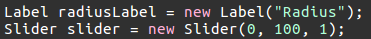 Label radiusLabel = new Label("Radius");
Slider slider = new Slider(0, 100, 1);